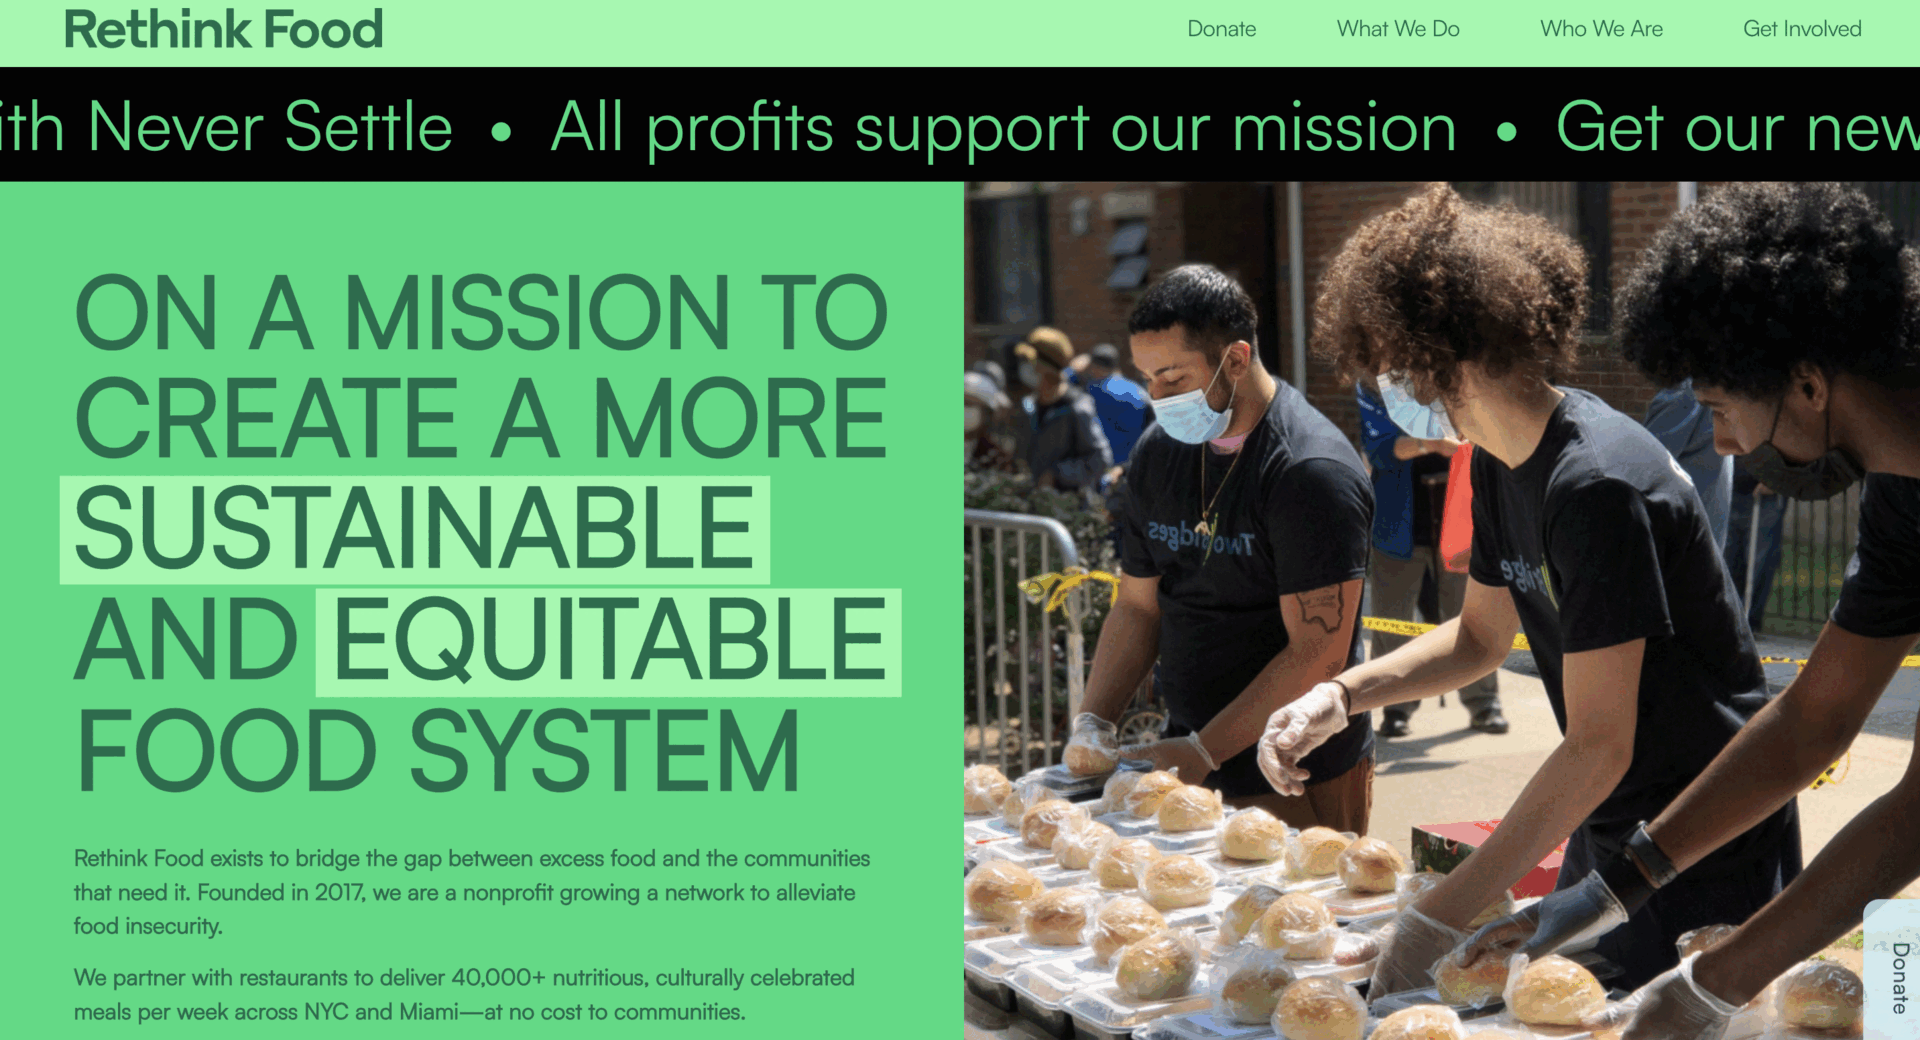 Rethink Food
Donate What We Do Who We Are Get Involved
ith Never Settle • All profits support our mission • Get our new
ON A MISSION TO
CREATE A MORE
SUSTAINABLE
AND EQUITABLE
FOOD SYSTEM
Rethink Food exists to bridge the gap between excess food and the communities
that need it. Founded in 2017, we are a nonprofit growing a network to alleviate
food insecurity.
We partner with restaurants to deliver 40,000+ nutritious, culturally celebrated
meals per week across NYC and Miami—at no cost to communities.
Donate